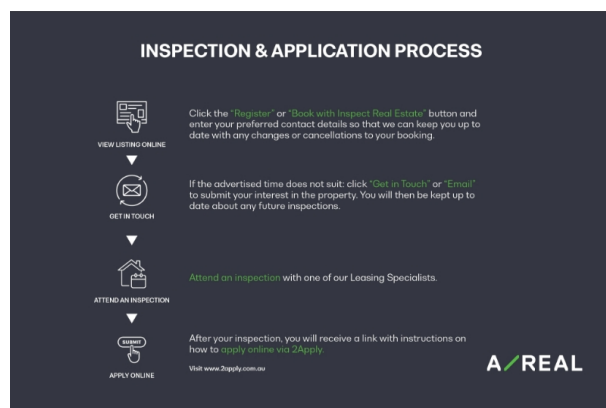 INSPECTION & APPLICATION PROCESS
VIEW LISTING ONLINE
Click the "Register" or "Book with Inspect Real Estate" button and
enter your preferred contact details so that we can keep you up to
date with any changes or cancellations to your booking.
GET IN TOUCH
If the advertised time does not suit: click "Get in Touch" or "Email"
to submit your interest in the property. You will then be kept up to
date about any future inspections.
ATTEND AN INSPECTION
Attend an inspection with one of our Leasing Specialists.
SUBMIT
APPLY ONLINE
After your inspection, you will receive a link with instructions on
how to apply online via 2Apply.
Visit www.2apply.com.au
A/REAL